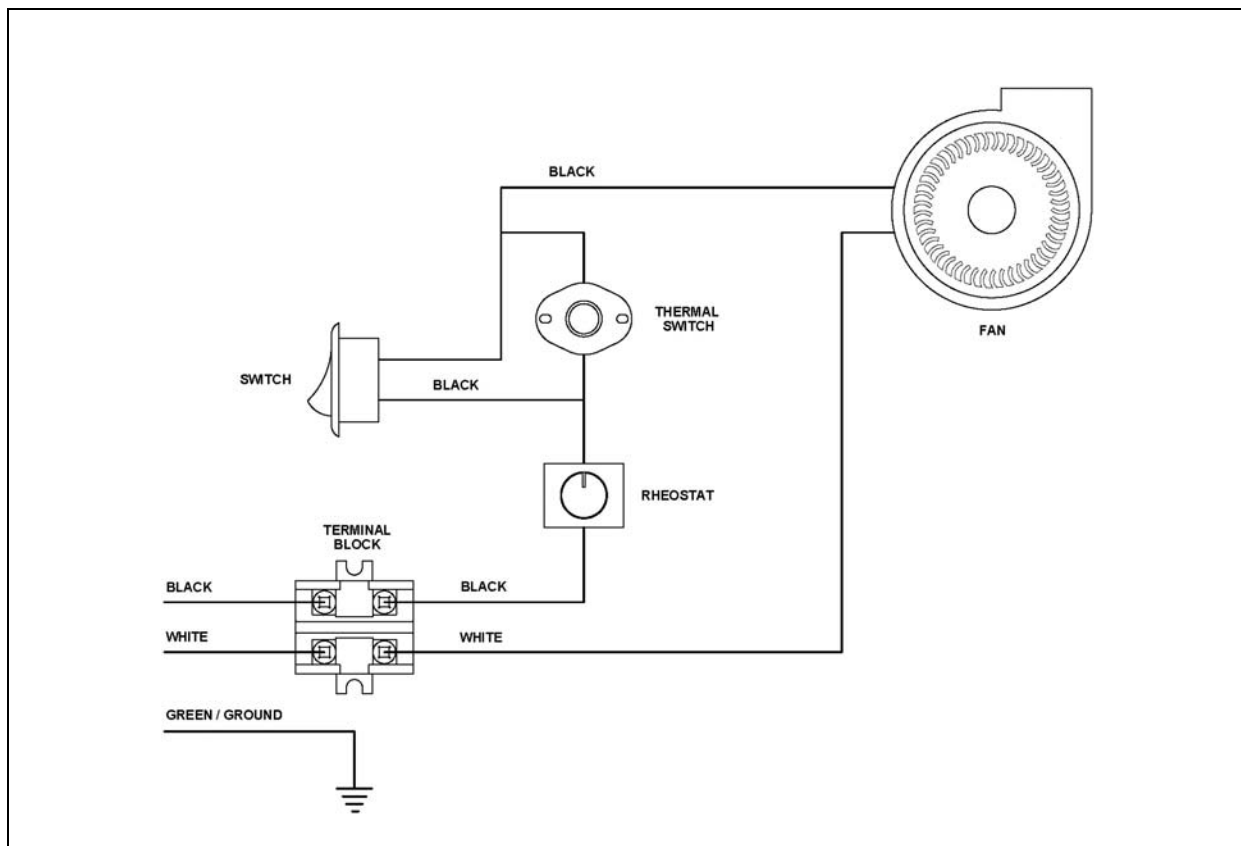 BLACK
THERMAL
SWITCH
FAN
SWITCH
BLACK
RHEOSTAT
TERMINAL
BLOCK
BLACK
BLACK
WHITE
WHITE
GREEN / GROUND